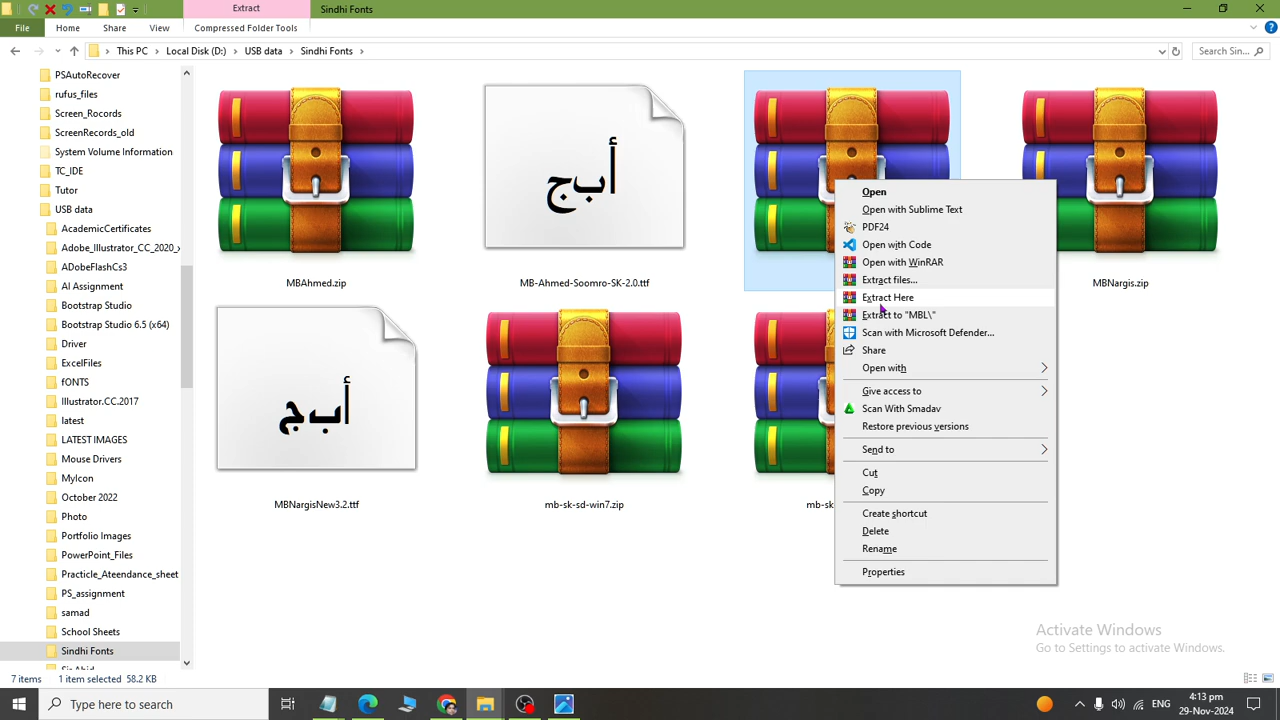 Extract
Sindhi Fonts
File
Home
Share
View
Compressed Folder Tools
This PC
Local Disk (D:)
USB data
Sindhi Fonts
Search Sin...
PSAutoRecover
rufus_files
Screen_Rocords
ScreenRecords_old
System Volume Information
TC_IDE
Tutor
USB data
AcademicCertificates
Adobe_Illustrator_CC_2020_x
ADobeFlashCs3
AI Assignment
Bootstrap Studio
Bootstrap Studio 6.5 (x64)
Driver
ExcelFiles
fONTS
Illustrator.CC.2017
latest
LATEST IMAGES
Mouse Drivers
MyIcon
October 2022
Photo
Portfolio Images
PowerPoint_Files
Practicle_Ateendance_sheet
PS_assignment
samad
School Sheets
Sindhi Fonts
أب‌ج
MBAhmed.zip
MB-Ahmed-Soomro-SK-2.0.ttf
MBNargis.zip
أب‌ج
MBNargisNew3.2.ttf
mb-sk-sd-win7.zip
mb-sk
Open
Open with Sublime Text
PDF24
Open with Code
Open with WinRAR
Extract files...
Extract Here
Extract to "MBL\"
Scan with Microsoft Defender...
Share
Open with
Give access to
Scan With Smadav
Restore previous versions
Send to
Cut
Copy
Create shortcut
Delete
Rename
Properties
Activate Windows
Go to Settings to activate Windows.
7 items
1 item selected 58.2 KB
Type here to search
ENG
4:13 pm
29-Nov-2024